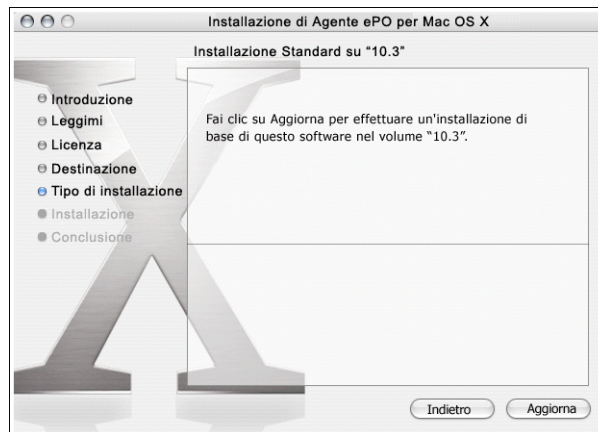 Installazione di Agente ePO per Mac OS X
Installazione Standard su “10.3”
Introduzione
Leggimi
Licenza
Destinazione
Tipo di installazione
Installazione
Conclusione
Fai clic su Aggiorna per effettuare un'installazione di
base di questo software nel volume “10.3”.
Indietro
Aggiorna